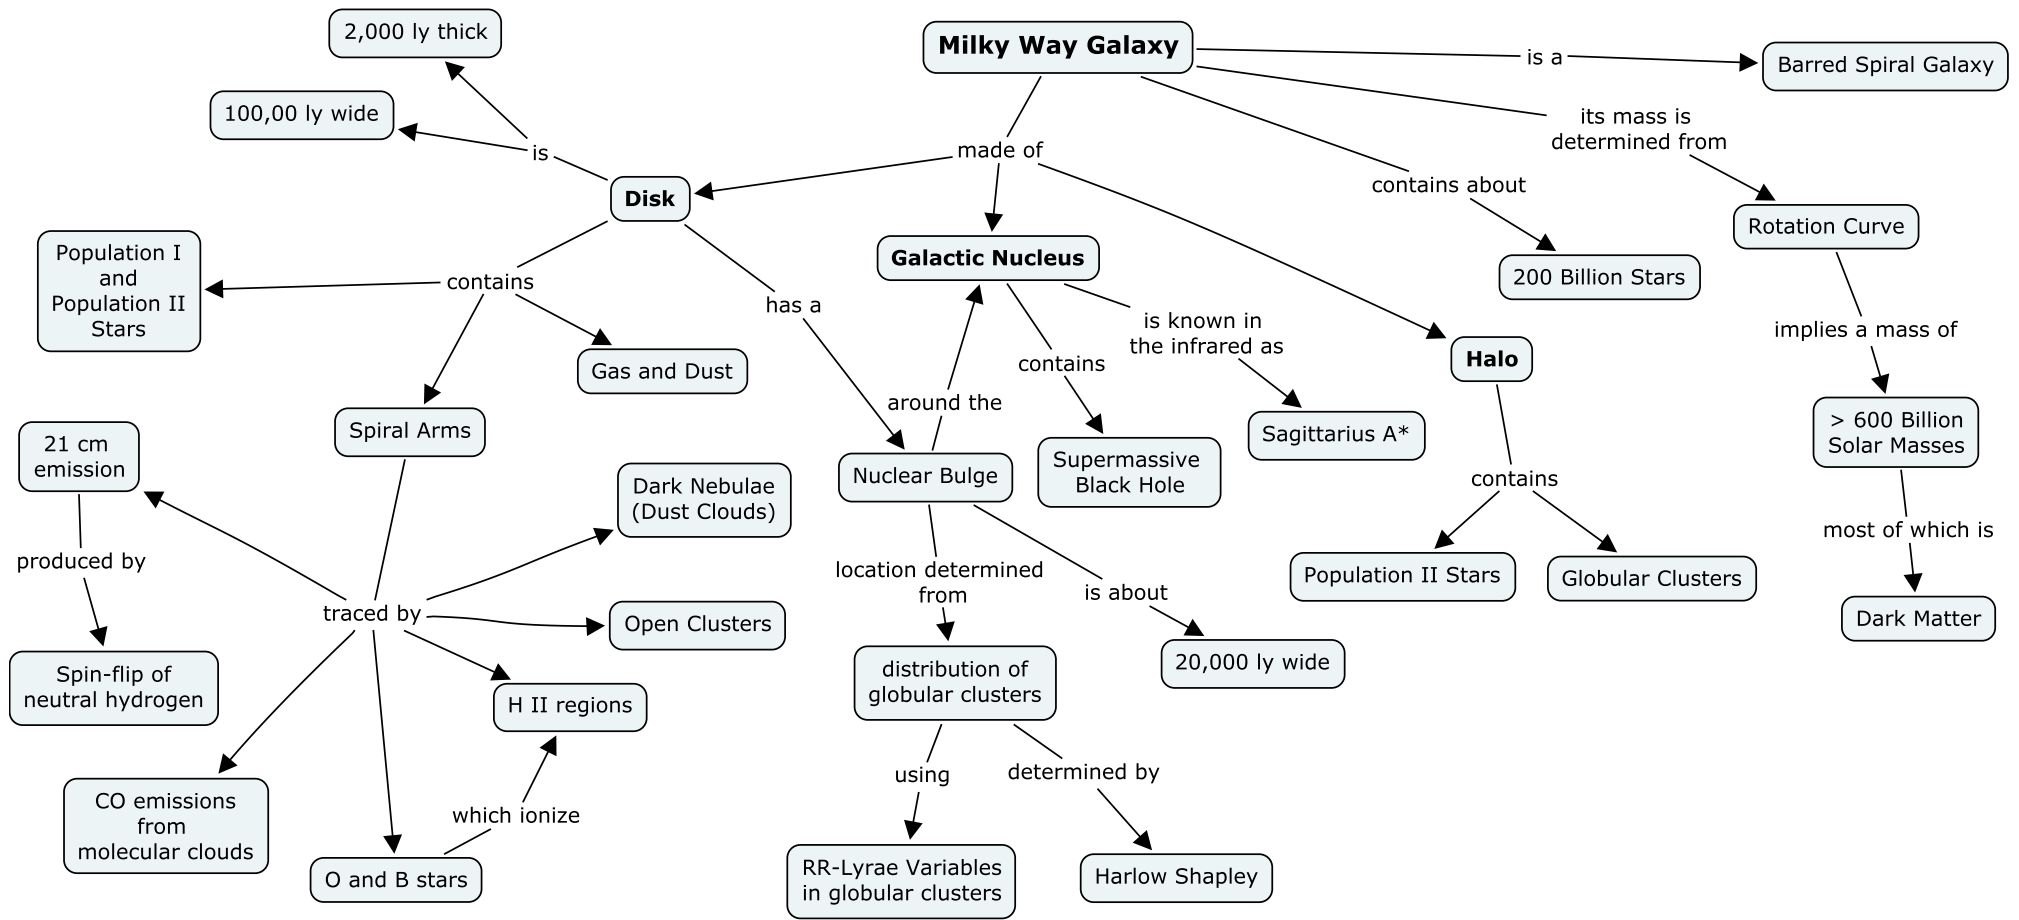 2,000 ly thick
Milky Way Galaxy
is a
Barred Spiral Galaxy
100,00 ly wide
is
made of
its mass is
determined from
Disk
contains about
Rotation Curve
Population I
and
Population II
Stars
contains
has a
Galactic Nucleus
200 Billion Stars
is known in
the infrared as
implies a mass of
Gas and Dust
contains
Halo
Spiral Arms
around the
Sagittarius A*
> 600 Billion
Solar Masses
21 cm
emission
Dark Nebulae
(Dust Clouds)
Nuclear Bulge
Supermassive
Black Hole
contains
most of which is
produced by
location determined
from
is about
Population II Stars
Globular Clusters
Dark Matter
traced by
Open Clusters
Spin-flip of
neutral hydrogen
H II regions
distribution of
globular clusters
20,000 ly wide
using
determined by
CO emissions
from
molecular clouds
which ionize
O and B stars
RR-Lyrae Variables
in globular clusters
Harlow Shapley